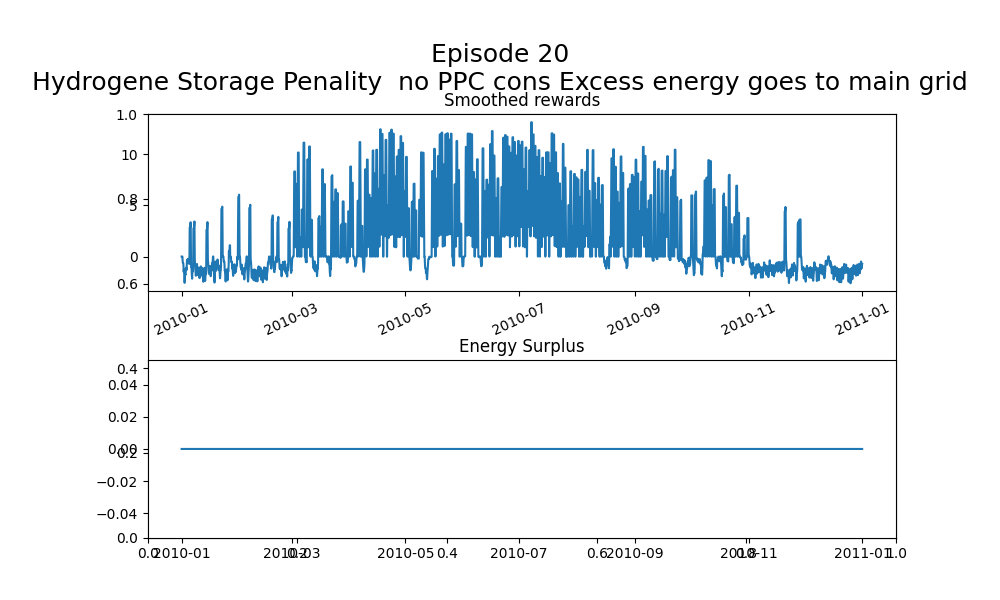 Episode 20
Hydrogene Storage Penality  no PPC cons Excess energy goes to main grid
Smoothed rewards
1.0
10
0.8
5
0
0.6
2010-01 2010-03 2010-05 2010-07 2010-09 2010-11 2011-01
Energy Surplus
0.4
0.04
0.02
0.00
0.2
−0.02
−0.04
0.0
0.0 2010-01 2010-03 0.2 2010-05 0.4 2010-07 0.6 2010-09 2010-11 0.8 2011-01 1.0